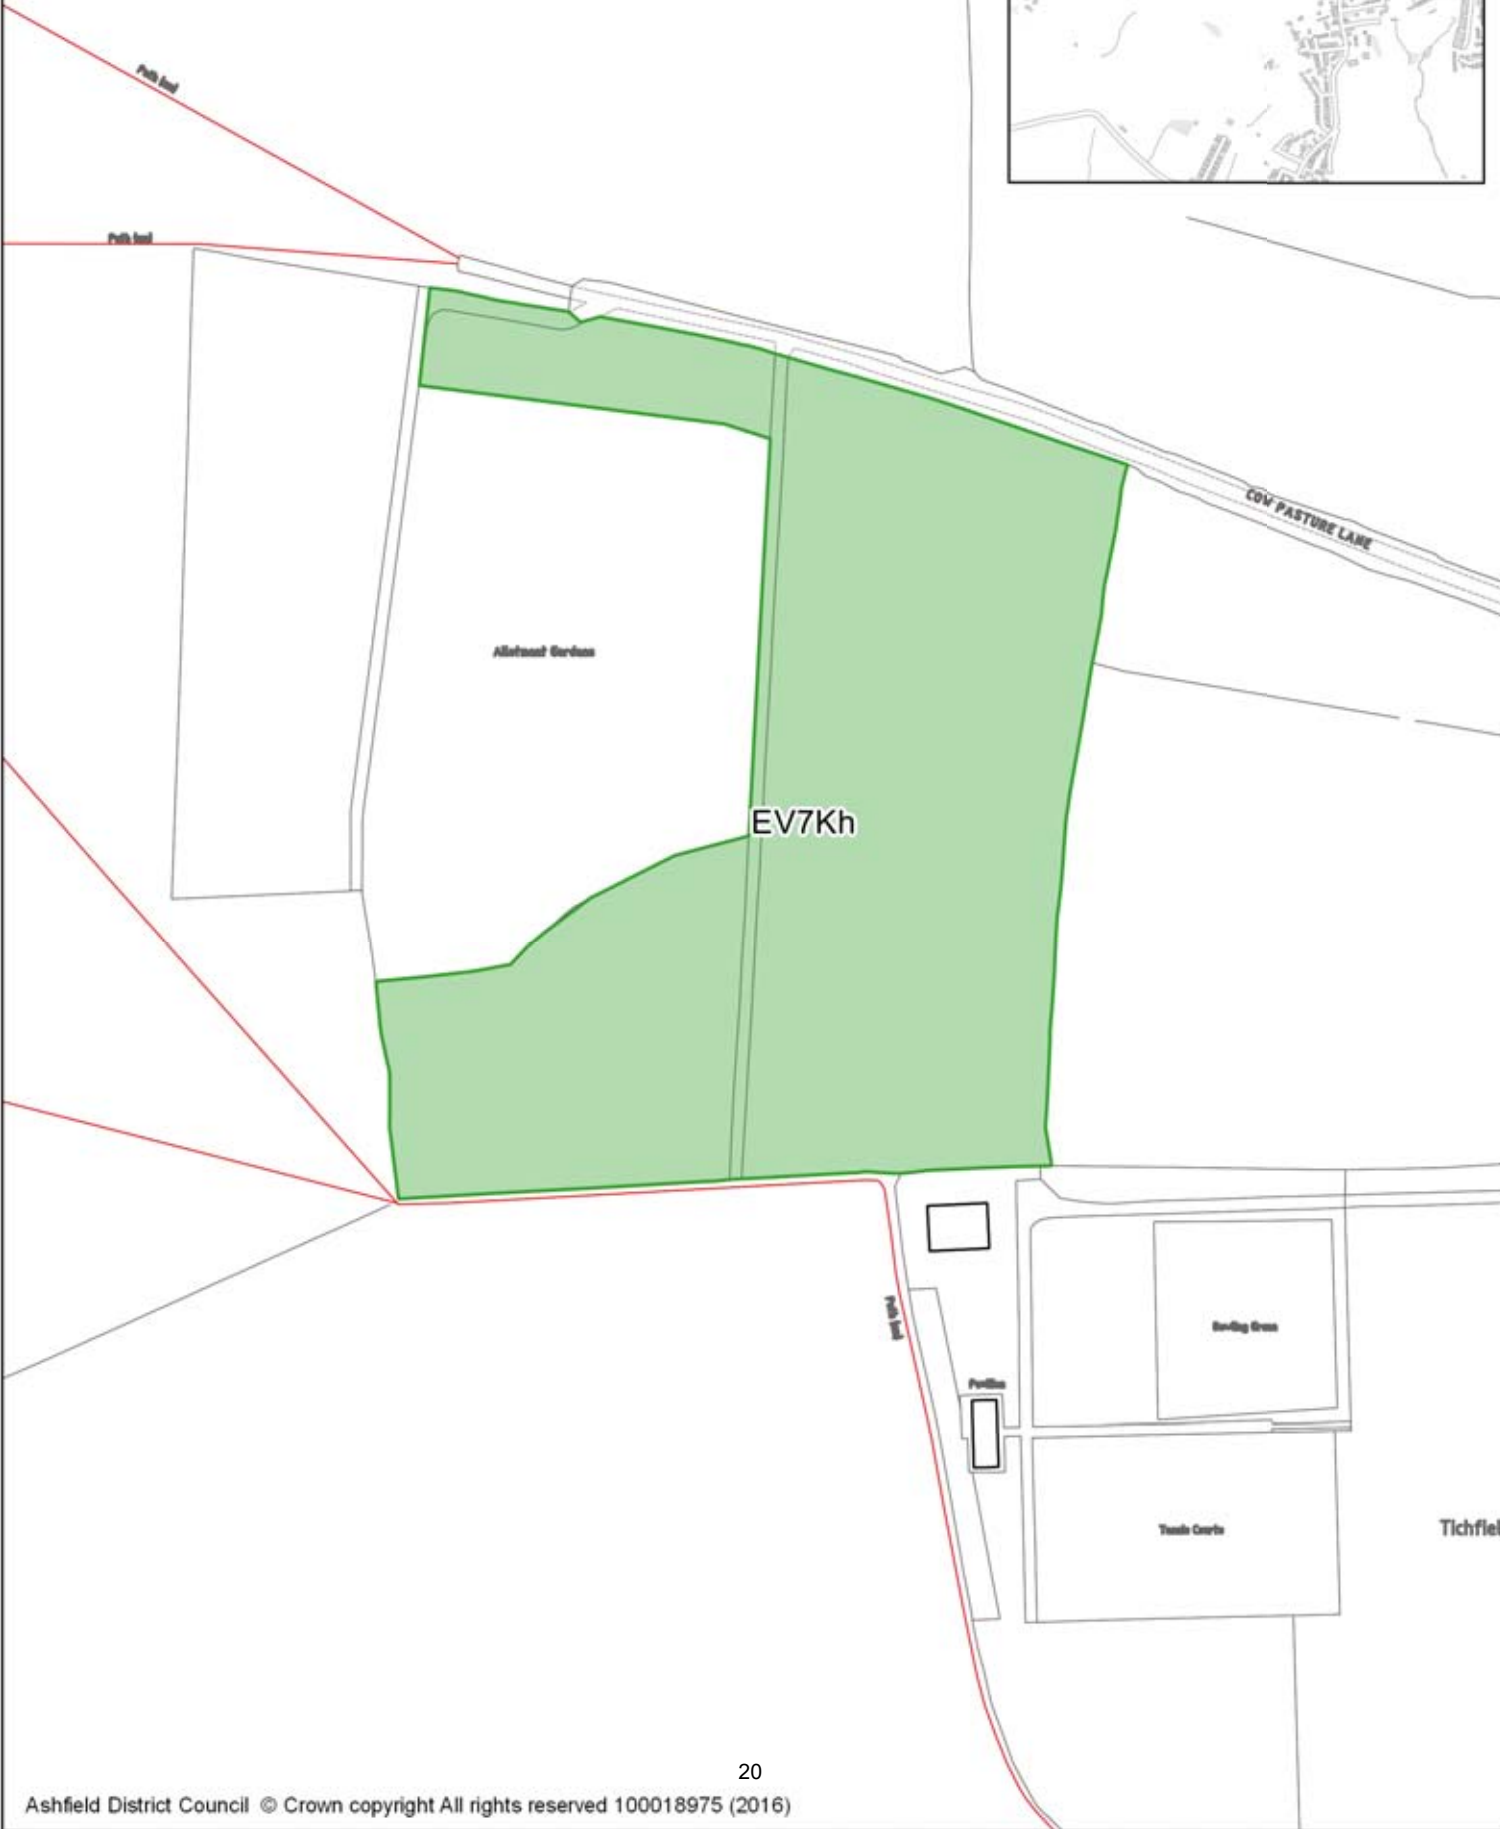 Path (um)
Path (um)
COW PASTURE LANE
Allotment Gardens
EV7Kh
Path (um)
Bowling Green
Pavilion
Tennis Courts
Tichfiel
20
Ashfield District Council © Crown copyright All rights reserved 100018975 (2016)